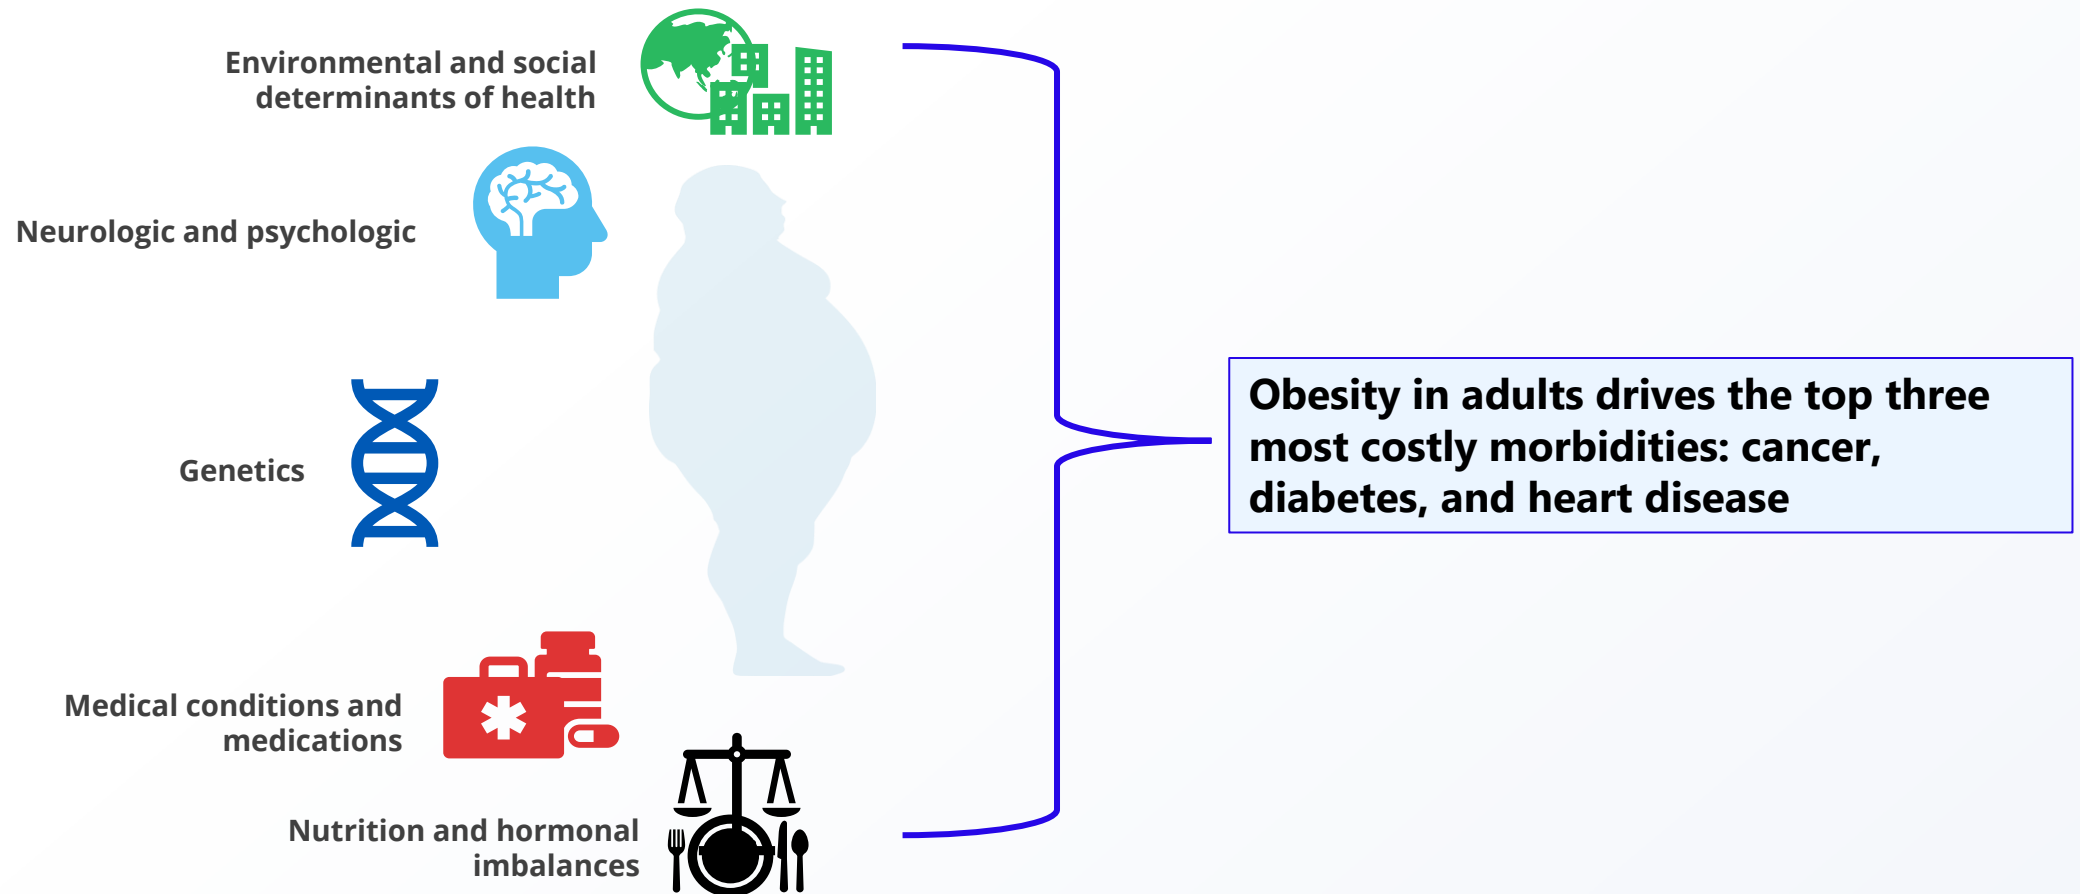 Environmental and social
determinants of health
Neurologic and psychologic
Genetics
Medical conditions and
medications
Nutrition and hormonal
imbalances
Obesity in adults drives the top three
most costly morbidities: cancer,
diabetes, and heart disease